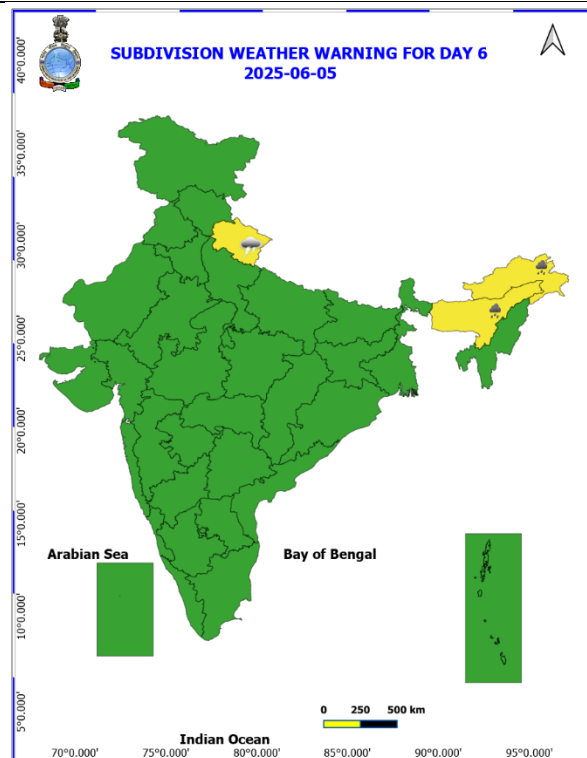 SUBDIVISION WEATHER WARNING FOR DAY 6
2025-06-05
40°0.000'
35°0.000'
30°0.000'
25°0.000'
20°0.000'
15°0.000'
10°0.000'
5°0.000'
Arabian Sea
Bay of Bengal
0 250 500 km
Indian Ocean
70°0.000' 75°0.000' 80°0.000' 85°0.000' 90°0.000' 95°0.000'